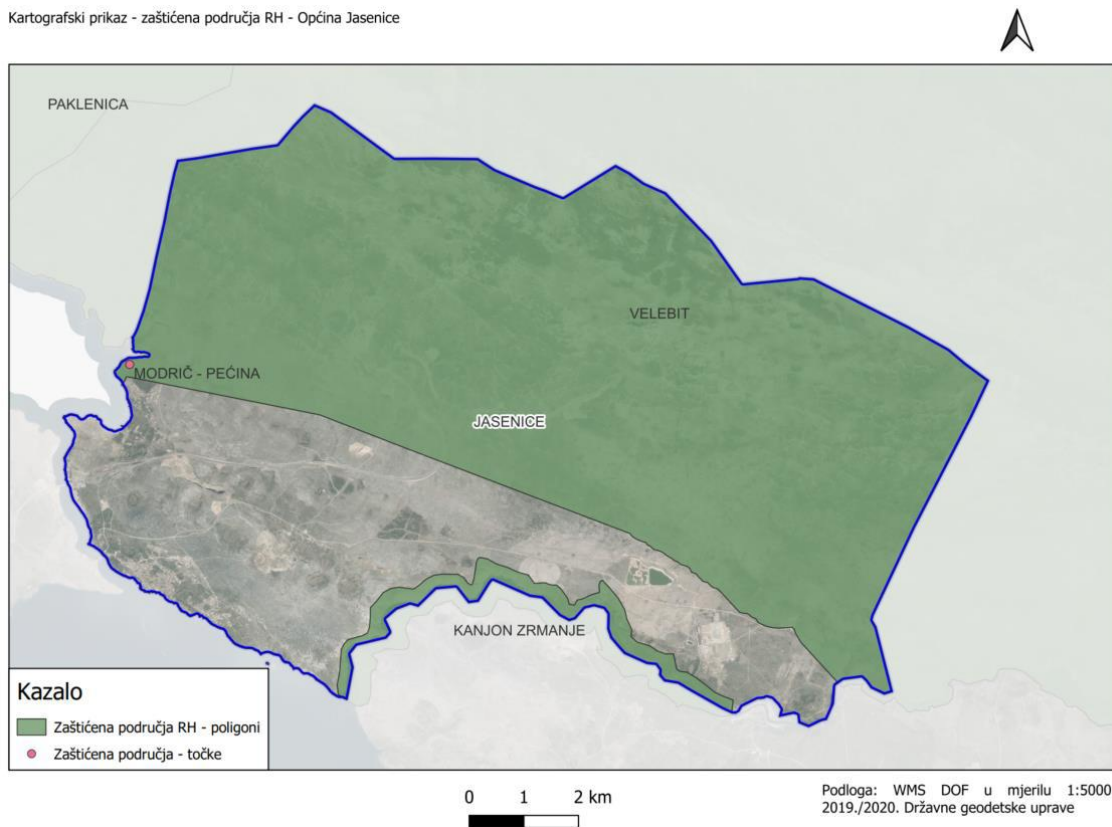 Kartografski prikaz - zaštićena područja RH - Općina Jasenice
PAKLENICA
VELEBIT
MODRIČ - PEĆINA
JASENICE
KANJON ZRMANJE
Kazalo
Zaštićena područja RH - poligoni
Zaštićena područja - točke
0 1 2 km
Podloga: WMS DOF u mjerilu 1:5000
2019./2020. Državne geodetske uprave